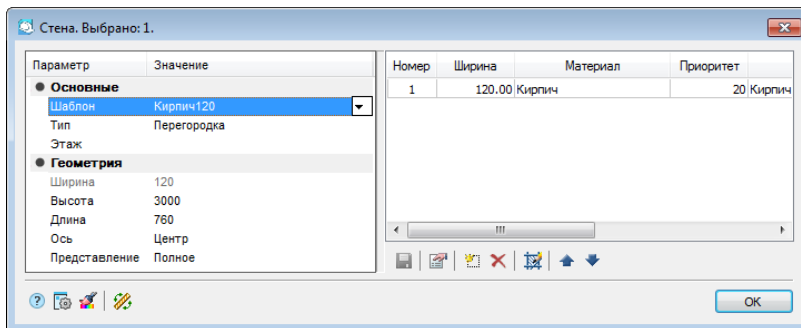 Стена. Выбрано: 1.
Параметр Значение
Основные
Шаблон Кирпич120
Тип Перегородка
Этаж
Геометрия
Ширина 120
Высота 3000
Длина 760
Ось Центр
Представление Полное
Номер Ширина Материал Приоритет
1 120.00 Кирпич 20 Кирпич
OK